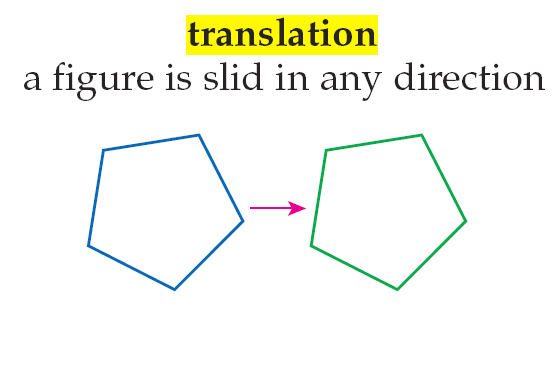 translation
a figure is slid in any direction